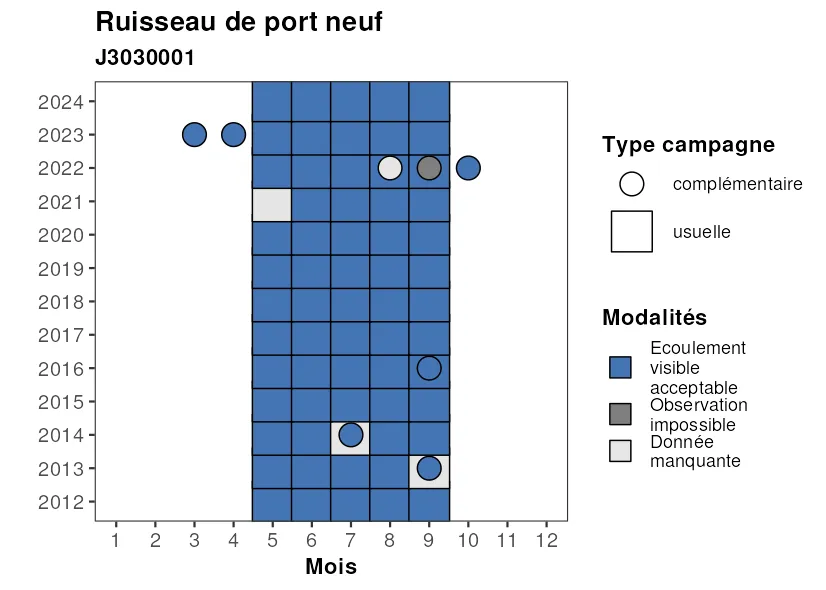 Ruisseau de port neuf
J3030001
2024
2023
2022
2021
2020
2019
2018
2017
2016
2015
2014
2013
2012
1 2 3 4 5 6 7 8 9 10 11 12
Mois
Type campagne
complémentaire
usuelle
Modalités
Ecoulement
visible
acceptable
Observation
impossible
Donnée
manquante